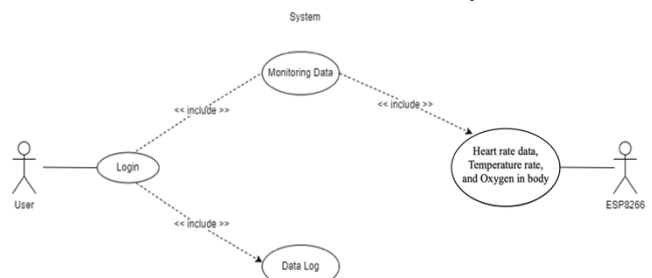 System
Monitoring Data
<< include >>
<< include >>
Heart rate data,
Temperature rate,
and Oxygen in body
Login
User
ESP8266
<< include >>
Data Log